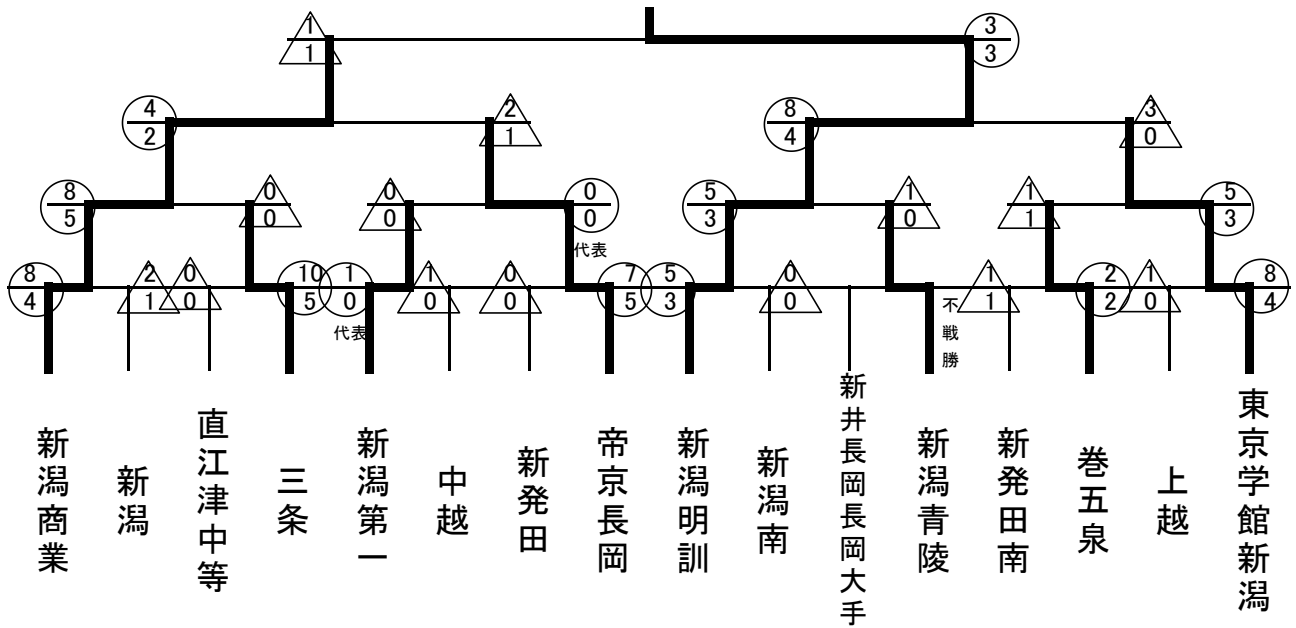 1
1
3
3
4
2
2
1
8
4
3
0
8
5
0
0
0
0
0
0
代表
5
3
1
0
1
1
5
3
8
4
2
1
0
0
10
5
1
0
代表
1
0
0
0
7
5
5
3
0
0
不戦勝
1
1
2
2
1
0
8
4
新潟商業
新潟
直江津中等
三条
新潟第一
中越
新発田
帝京長岡
新潟明訓
新潟南
新井長岡長岡大手
新潟青陵
新発田南
巻五泉
上越
東京学館新潟